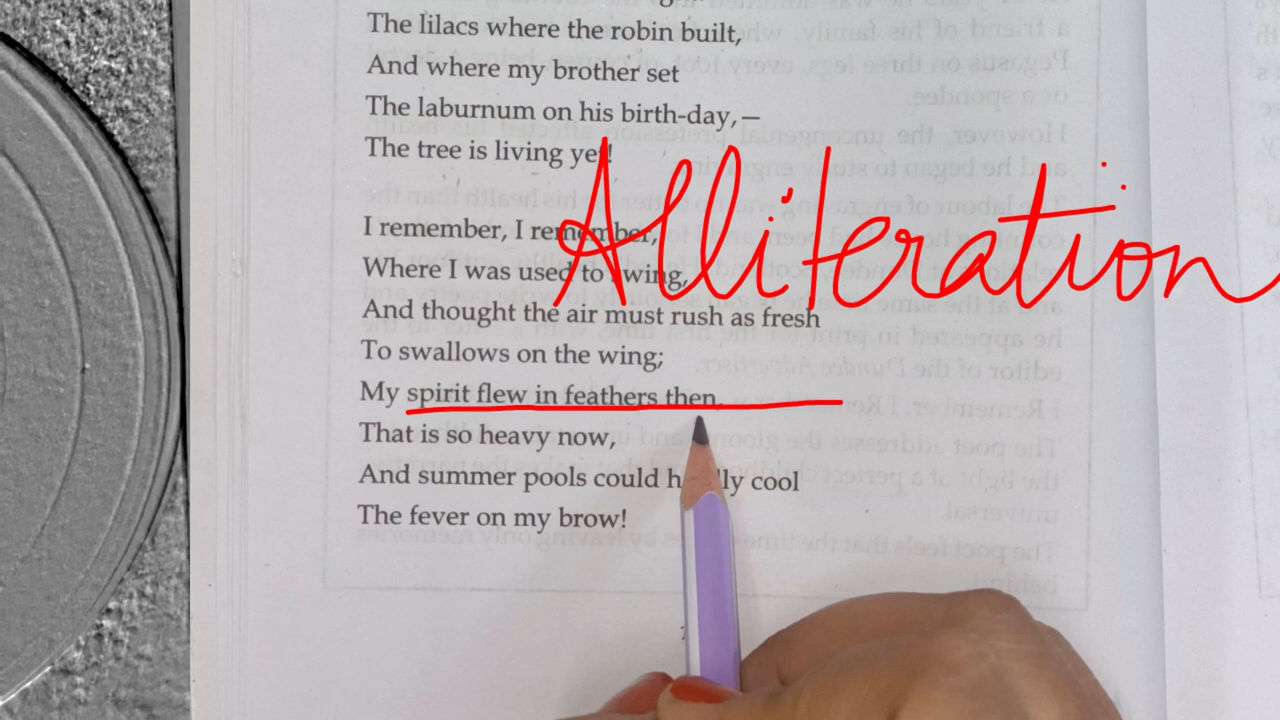 The lilacs where the robin built,
And where my brother set
The laburnum on his birth-day,—
The tree is living yet!
Alliteration
I remember, I remember,
Where I was used to swing,
And thought the air must rush as fresh
To swallows on the wing;
My spirit flew in feathers then,
That is so heavy now,
And summer pools could hardly cool
The fever on my brow!